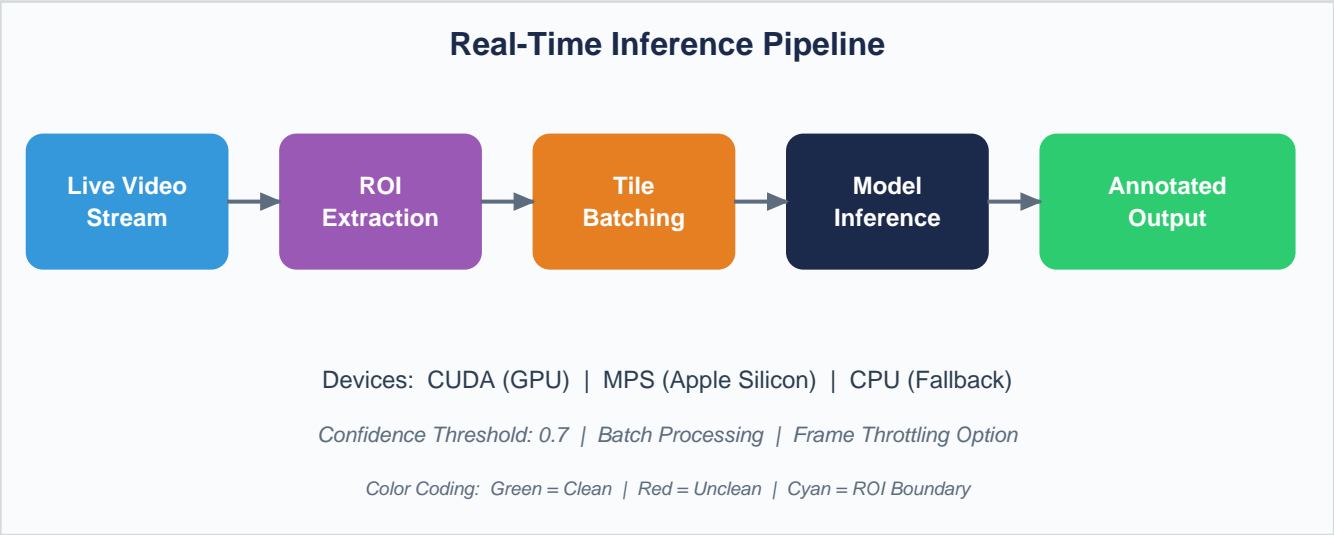 Real-Time Inference Pipeline
Live Video
Stream
ROI
Extraction
Tile
Batching
Model
Inference
Annotated
Output
Devices:  CUDA (GPU)  |  MPS (Apple Silicon)  |  CPU (Fallback)
Confidence Threshold: 0.7  |  Batch Processing  |  Frame Throttling Option
Color Coding:  Green = Clean  |  Red = Unclean  |  Cyan = ROI Boundary